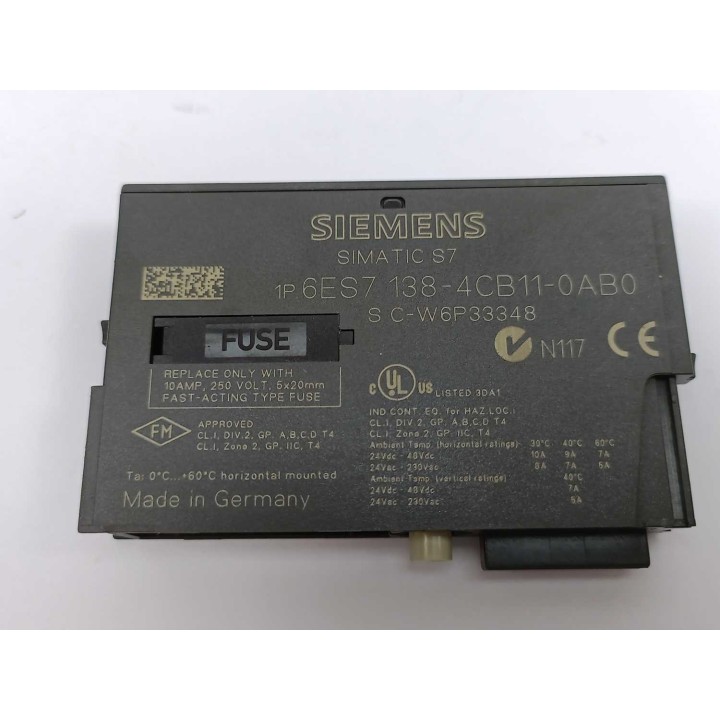 SIEMENS
SIMATIC S7
1P 6ES7 138-4CB11-0AB0
S C-W6P33348
FUSE
N117 CE
REPLACE ONLY WITH
10AMP, 250 VOLT, 5x20mm
FAST-ACTING TYPE FUSE
C UL US LISTED 3DA1
FM
APPROVED
CL.I, DIV.2, GP. A,B,C,D T4
CL.I, Zone 2, GP. IIC, T4
IND.CONT. EQ. for HAZ.LOC.:
CL.I, DIV.2, GP. A,B,C,D T4
CL.I, Zone 2, GP. IIC, T4
Ambient Temp. (horizontal ratings) 30°C 40°C 60°C
24Vdc - 48Vdc 10A 9A 7A
24Vac - 230Vac 8A 7A 6A
Ambient Temp. (vertical ratings) 40°C
24Vdc - 48Vdc 7A
24Vac - 230Vac 6A
Ta: 0°C...+60°C horizontal mounted
Made in Germany